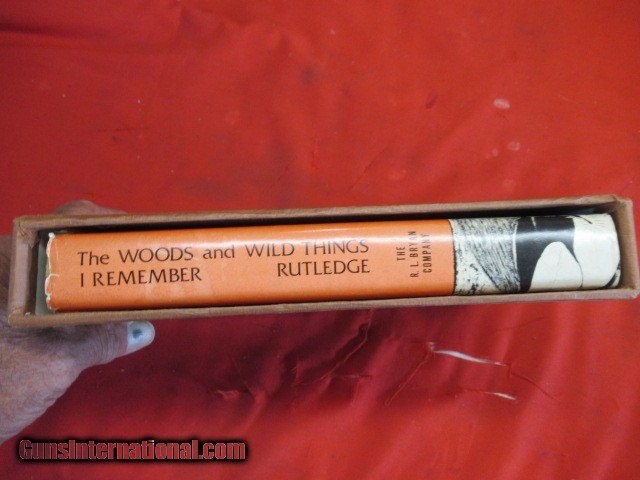 The WOODS and WILD THINGS
I REMEMBER RUTLEDGE
THE
R. L. BRYAN
COMPANY
GunsInternational.com